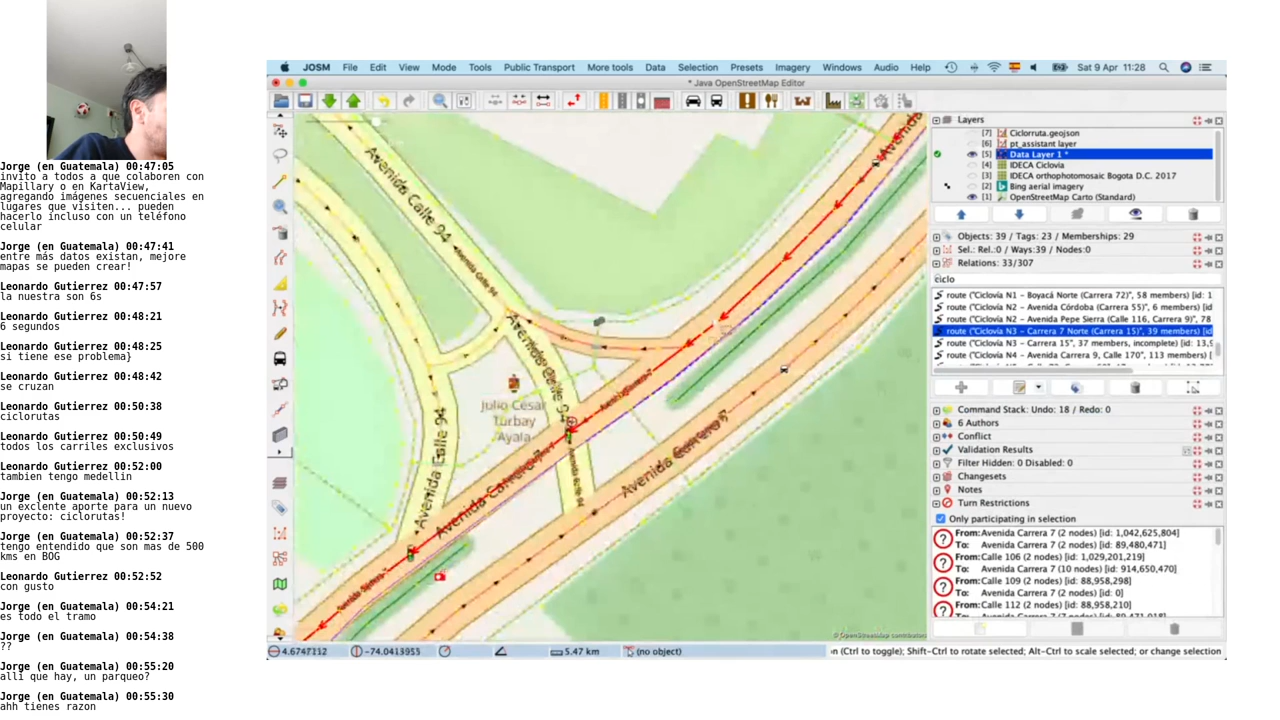 Jorge (en Guatemala) 00:47:05
invito a todos a que colaboren con
Mapillary o en KartaView,
agregando imágenes secuenciales en
lugares que visiten... pueden
hacerlo incluso con un teléfono
celular
Jorge (en Guatemala) 00:47:41
entre más datos existan, mejore
mapas se pueden crear!
Leonardo Gutierrez 00:47:57
la nuestra son 6s
Leonardo Gutierrez 00:48:21
6 segundos
Leonardo Gutierrez 00:48:25
si tiene ese problema}
Leonardo Gutierrez 00:48:42
se cruzan
Leonardo Gutierrez 00:50:38
ciclorutas
Leonardo Gutierrez 00:50:49
todos los carriles exclusivos
Leonardo Gutierrez 00:52:00
tambien tengo medellin
Jorge (en Guatemala) 00:52:13
un exclente aporte para un nuevo
proyecto: ciclorutas!
Leonardo Gutierrez 00:52:37
tengo entendido que son mas de 500
kms en BOG
Leonardo Gutierrez 00:52:52
con gusto
Jorge (en Guatemala) 00:54:21
es todo el tramo
Jorge (en Guatemala) 00:54:38
??
Jorge (en Guatemala) 00:55:20
allí que hay, un parqueo?
Jorge (en Guatemala) 00:55:30
ahh tienes razon
JOSM File Edit View Mode Tools Public Transport More tools Data Selection Presets Imagery Windows Audio Help Sat 9 Apr 11:28
* Java OpenStreetMap Editor
Avenida Calle 94
Avenida Calle 94
Avenida Calle 94
Avenida Calle 94
Julio César
Turbay
Ayala
Avenida Carrera 7
Avenida Carrera 7
Layers
[7] Ciclorruta.geojson
[6] pt_assistant layer
[5] Data Layer 1 *
[4] IDECA Ciclovia
[3] IDECA orthophotomosaic Bogota D.C. 2017
[2] Bing aerial imagery
[1] OpenStreetMap Carto (Standard)
Objects: 39 / Tags: 23 / Memberships: 29
Sel.: Rel.:0 / Ways:39 / Nodes:0
Relations: 33/307
ciclo
route ("Ciclovía N1 - Boyacá Norte (Carrera 72)", 58 members) [id: 1
route ("Ciclovía N2 - Avenida Córdoba (Carrera 55)", 6 members) [id:
route ("Ciclovía N2 - Avenida Pepe Sierra (Calle 116, Carrera 9)", 78
route ("Ciclovía N3 - Carrera 7 Norte (Carrera 15)", 39 members) [id
route ("Ciclovía N3 - Carrera 15", 37 members, incomplete) [id: 13,9
route ("Ciclovía N4 - Avenida Carrera 9, Calle 170", 113 members) [
Command Stack: Undo: 18 / Redo: 0
6 Authors
Conflict
Validation Results
Filter Hidden: 0 Disabled: 0
Changesets
Notes
Turn Restrictions
Only participating in selection
From: Avenida Carrera 7 (2 nodes) [id: 1,042,625,804]
To: Avenida Carrera 7 (2 nodes) [id: 89,480,471]
From: Calle 106 (2 nodes) [id: 1,029,201,219]
To: Avenida Carrera 7 (10 nodes) [id: 914,650,470]
From: Calle 109 (2 nodes) [id: 88,958,298]
To: Avenida Carrera 7 (2 nodes) [id: 0]
From: Calle 112 (2 nodes) [id: 88,958,210]
© OpenStreetMap contributors
4.6747112 -74.0413955 5.47 km (no object) n (Ctrl to toggle); Shift-Ctrl to rotate selected; Alt-Ctrl to scale selected; or change selection